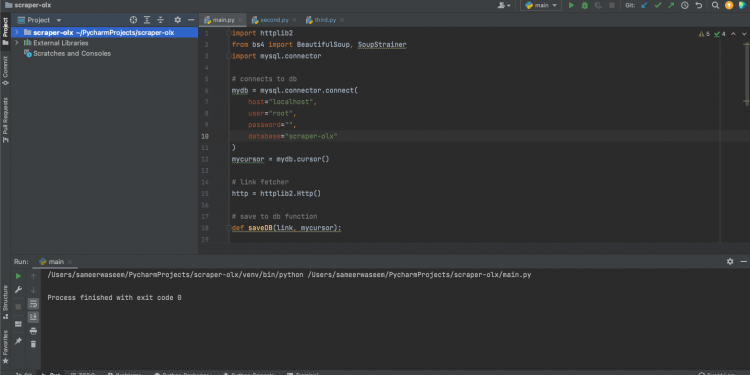 scraper-olx
main
Git:
Project
main.py
second.py
third.py
Project
scraper-olx ~/PycharmProjects/scraper-olx
External Libraries
Scratches and Consoles
Commit
Pull Requests
5 4
1 import httplib2
2 from bs4 import BeautifulSoup, SoupStrainer
3 import mysql.connector
4
5 # connects to db
6 mydb = mysql.connector.connect(
7 host="localhost",
8 user="root",
9 password="",
10 database="scraper-olx"
11 )
12 mycursor = mydb.cursor()
13
14 # link fetcher
15 http = httplib2.Http()
16
17 # save to db function
18 def saveDB(link, mycursor):
19
Run: main
/Users/sameerwaseem/PycharmProjects/scraper-olx/venv/bin/python /Users/sameerwaseem/PycharmProjects/scraper-olx/main.py
Process finished with exit code 0
Structure
Favorites